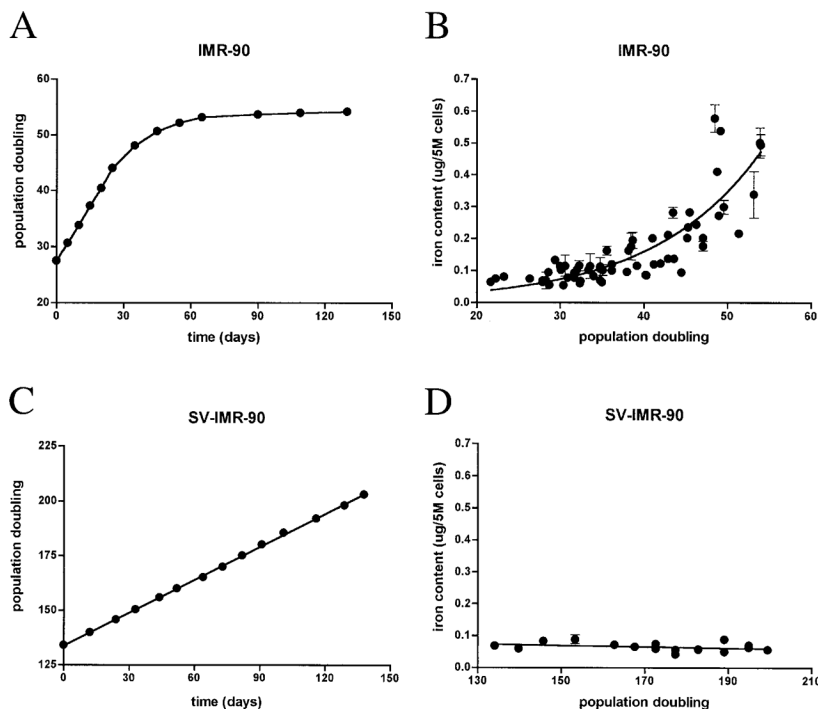 A
IMR-90
population doubling
60
50
40
30
20
0 30 60 90 120 150
time (days)
B
IMR-90
iron content (ug/5M cells)
0.7
0.6
0.5
0.4
0.3
0.2
0.1
0.0
20 30 40 50 60
population doubling
C
SV-IMR-90
population doubling
225
200
175
150
125
0 30 60 90 120 150
time (days)
D
SV-IMR-90
iron content (ug/5M cells)
0.7
0.6
0.5
0.4
0.3
0.2
0.1
0.0
130 150 170 190 210
population doubling